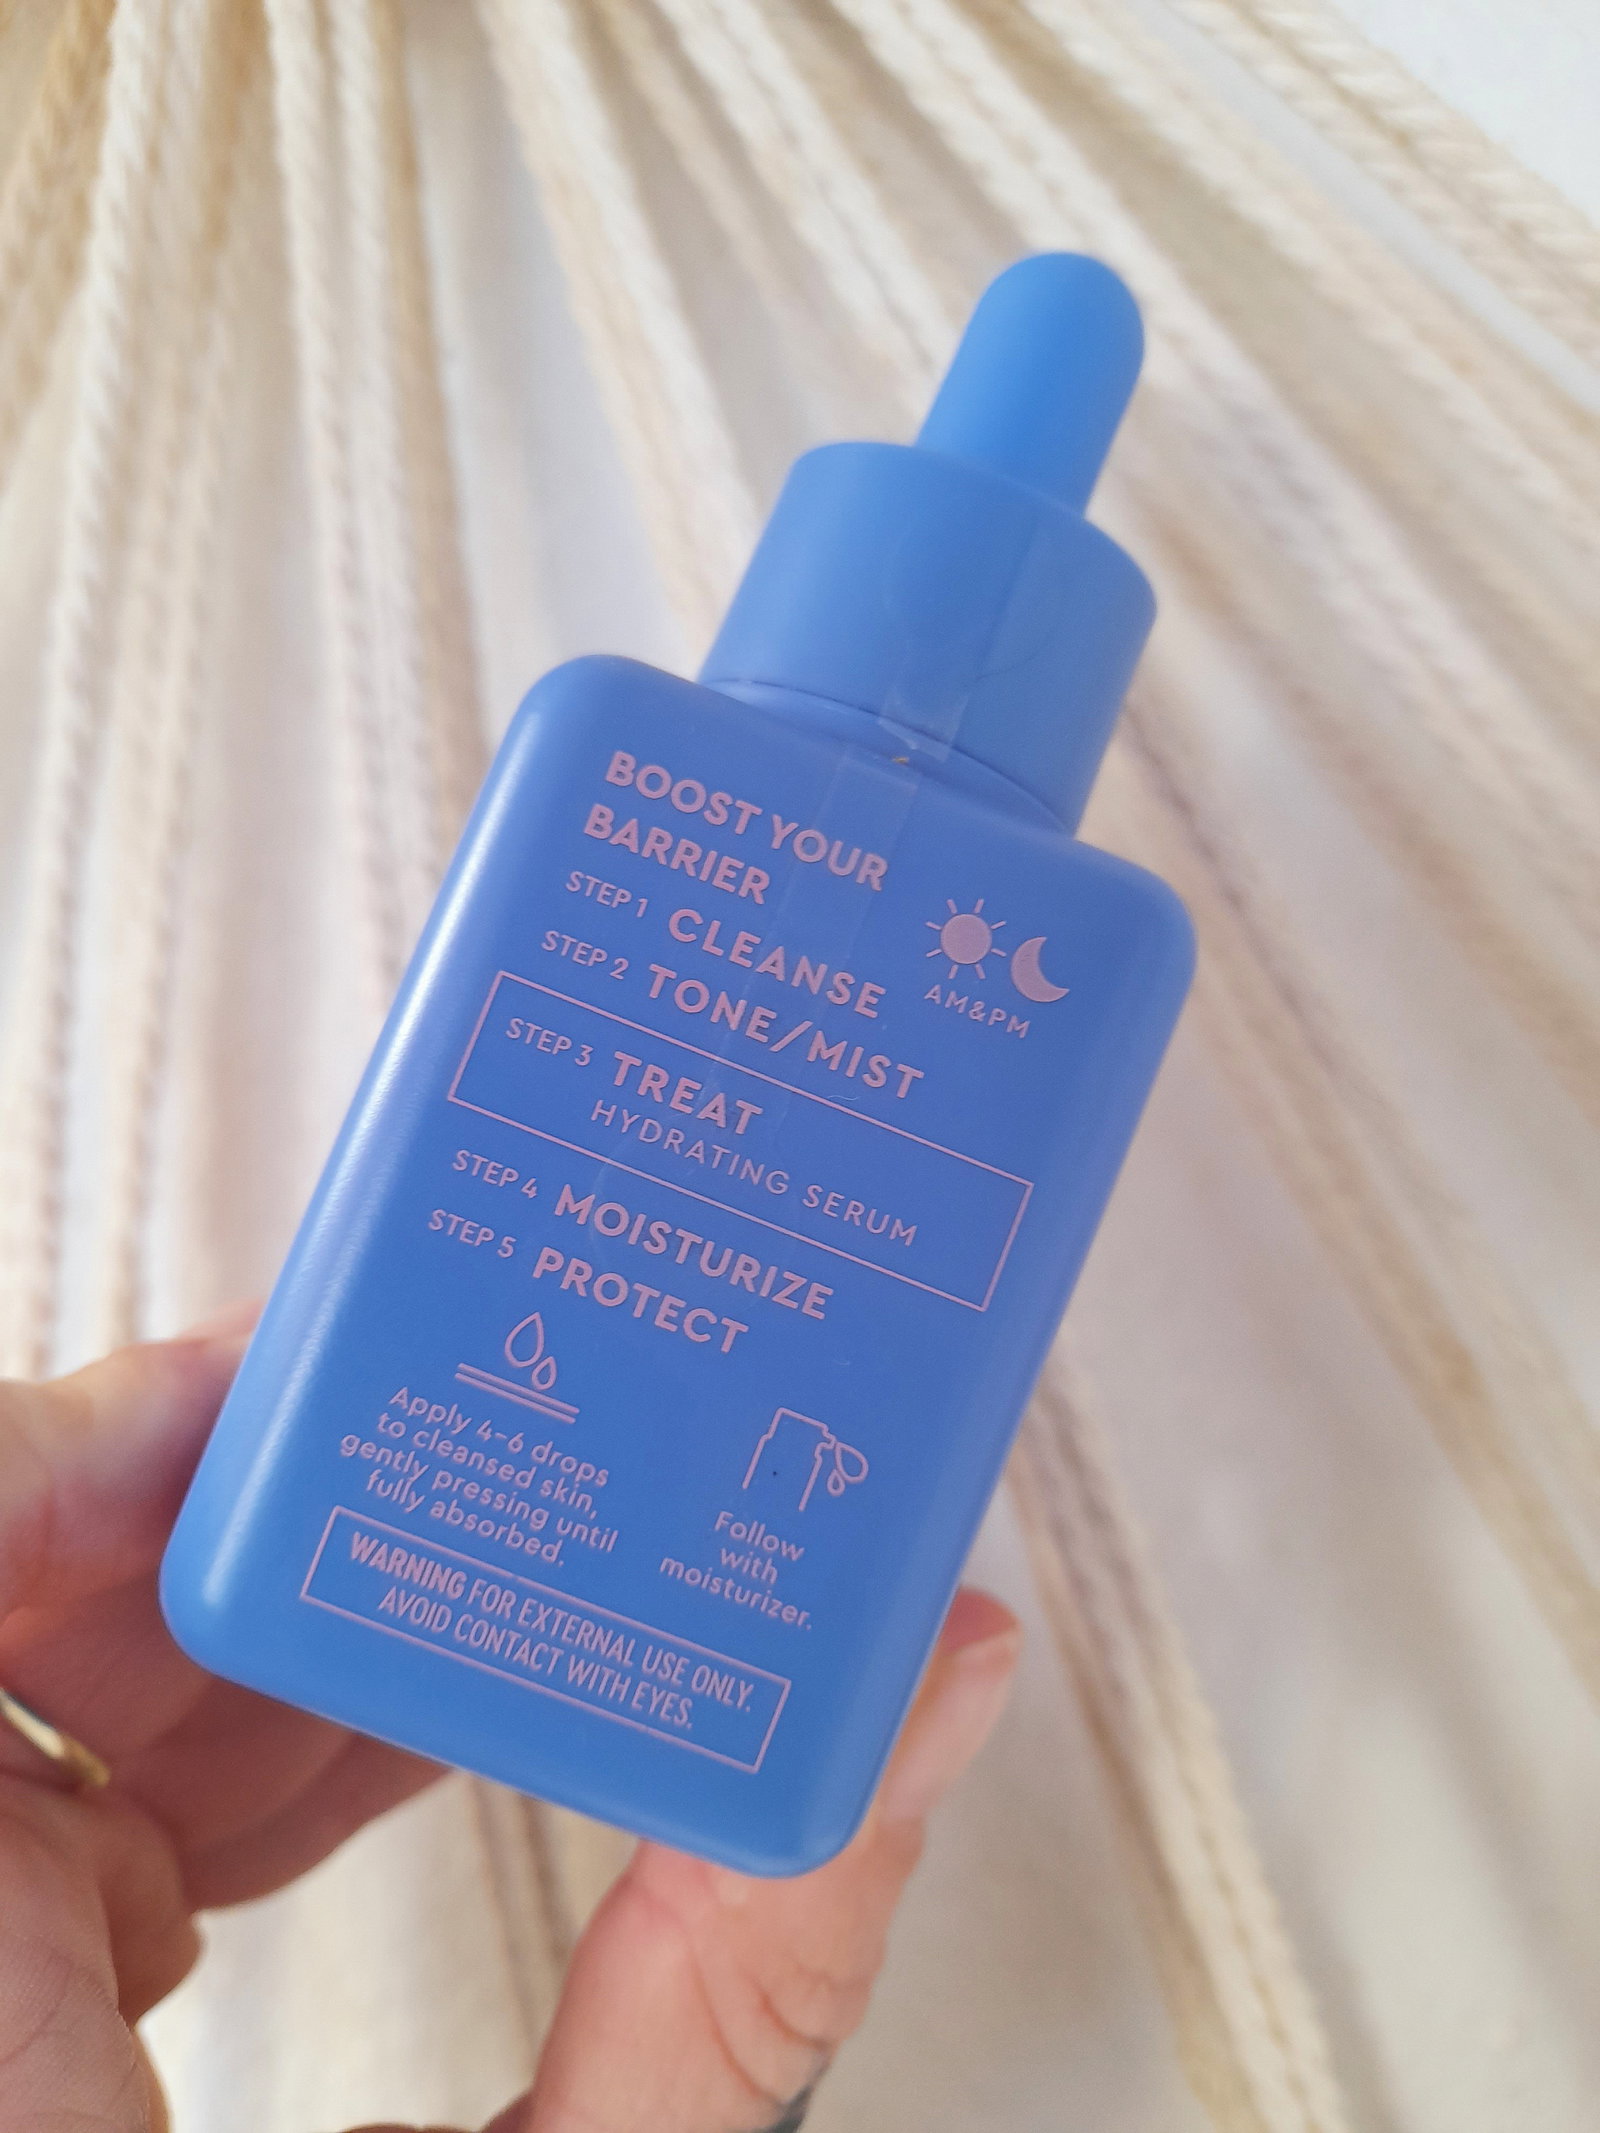 BOOST YOUR
BARRIER
STEP 1 CLEANSE
STEP 2 TONE/MIST
AM&PM
STEP 3 TREAT
HYDRATING SERUM
STEP 4 MOISTURIZE
STEP 5 PROTECT
Apply 4-6 drops
to cleansed skin,
gently pressing until
fully absorbed.
Follow
with
moisturizer.
WARNING FOR EXTERNAL USE ONLY.
AVOID CONTACT WITH EYES.